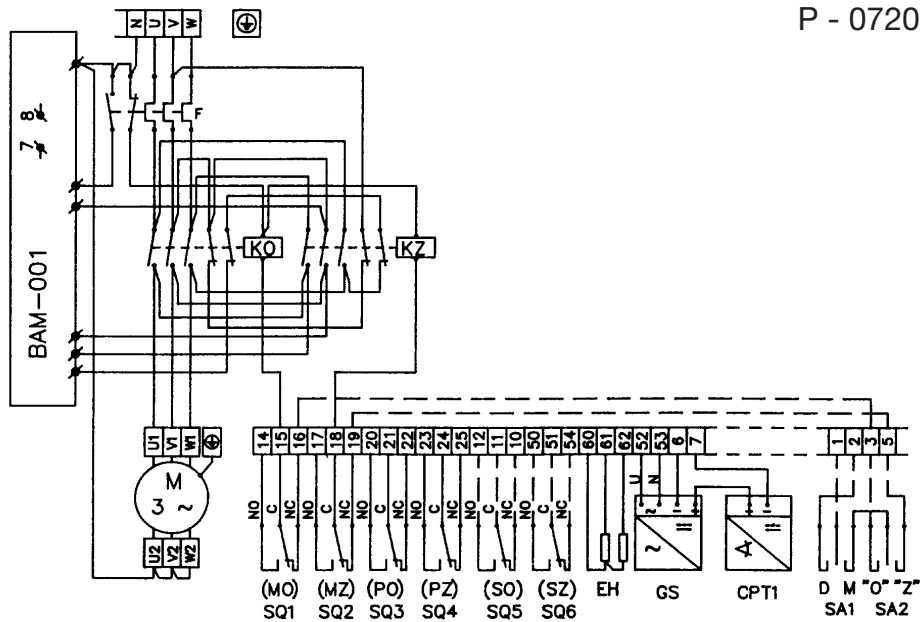 P - 0720
N U V W
7 8
F
BAM-001
KO
KZ
U1 V1 W1
M
3 ~
U2 V2 W2
14 15 16 17 18 19 20 21 22 23 24 25 12 11 10 50 51 54 60 61 62 52 53 6 7
1 2 3 5
NO C NC NO C NC NO C NC NO C NC NO C NC NO C NC
U N
~
A
(MO) (MZ) (PO) (PZ) (SO) (SZ) EH GS CPT1
SQ1 SQ2 SQ3 SQ4 SQ5 SQ6
D M "O" "Z"
SA1 SA2